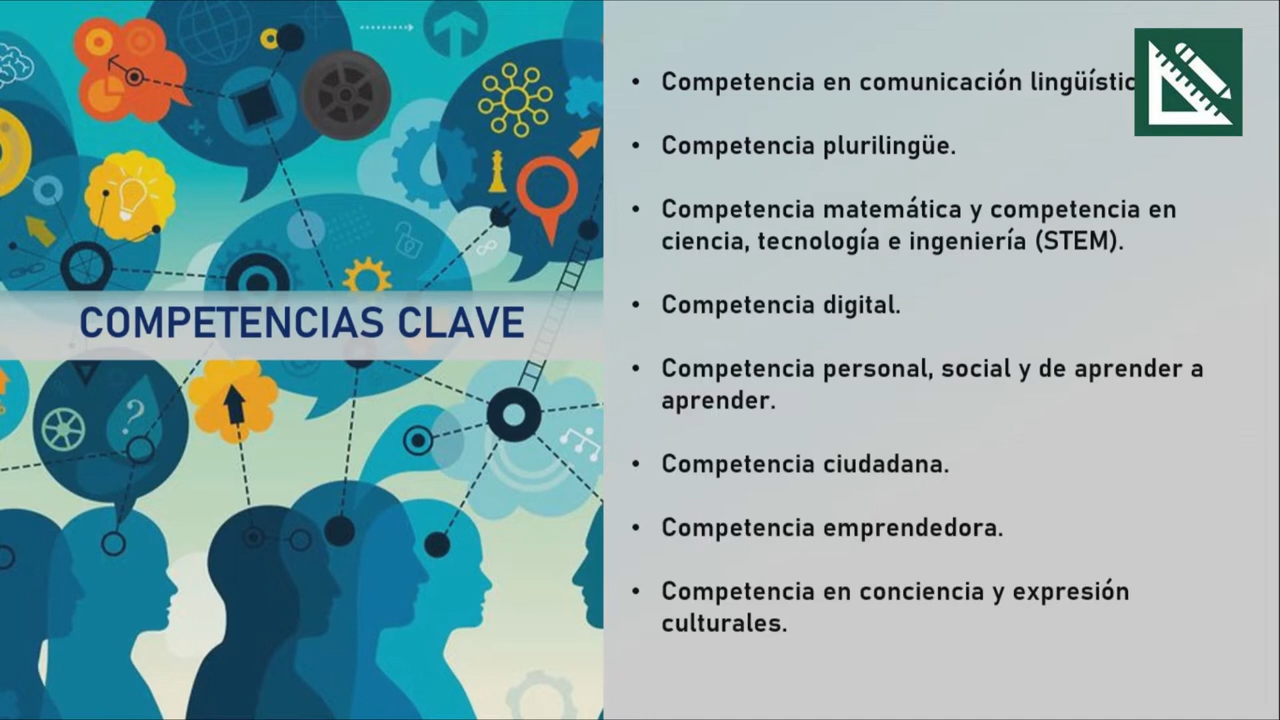 COMPETENCIAS CLAVE
• Competencia en comunicación
• Competencia plurilingüe.
• Competencia matemática y competencia en
ciencia, tecnología e ingeniería (STEM).
• Competencia digital.
• Competencia personal, social y de aprender a
aprender.
• Competencia ciudadana.
• Competencia emprendedora.
• Competencia en conciencia y expresión
culturales.
?